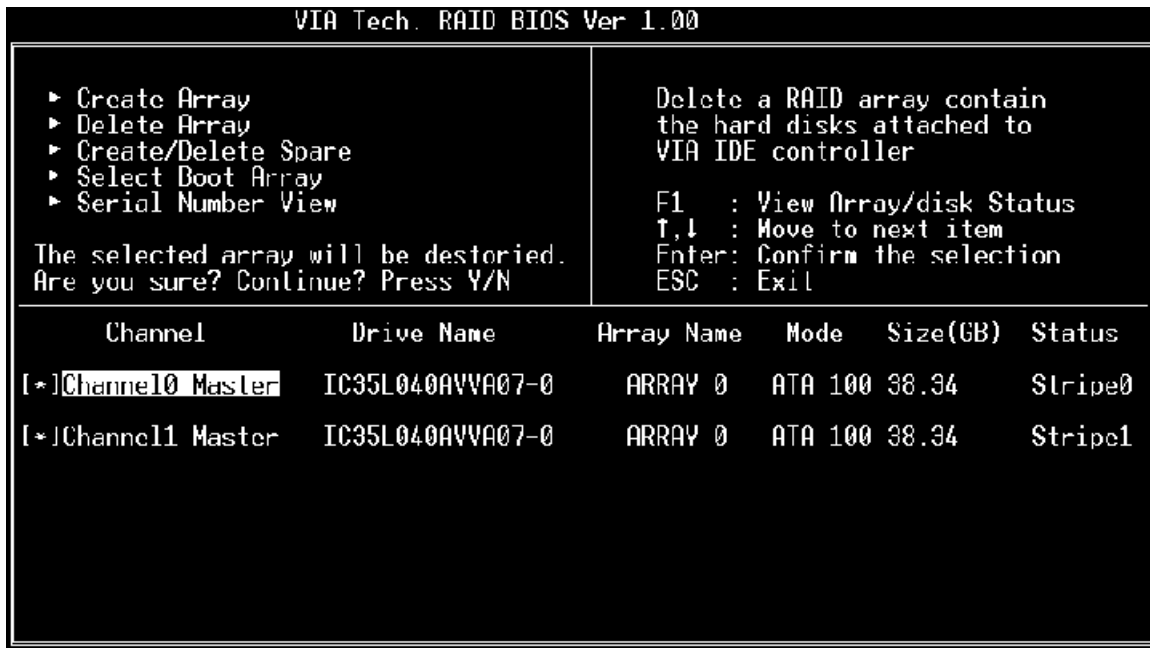 VIA Tech. RAID BIOS Ver 1.00
► Create Array
► Delete Array
► Create/Delete Spare
► Select Boot Array
► Serial Number View
The selected array will be destoried.
Are you sure? Continue? Press Y/N
Delete a RAID array contain
the hard disks attached to
VIA IDE controller
F1 : View Array/disk Status
↑,↓ : Move to next item
Enter: Confirm the selection
ESC : Exit
Channel Drive Name Array Name Mode Size(GB) Status
[*]Channel0 Master IC35L040AVVA07-0 ARRAY 0 ATA 100 38.34 Stripe0
[*]Channel1 Master IC35L040AVVA07-0 ARRAY 0 ATA 100 38.34 Stripe1